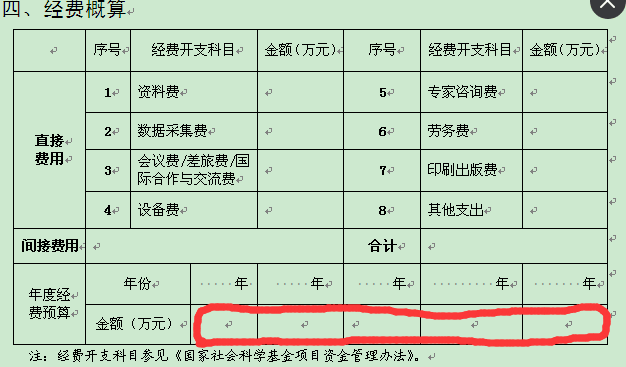 四、经费概算
序号 经费开支科目 金额(万元) 序号 经费开支科目 金额(万元)
直接费用
1 资料费 5 专家咨询费
2 数据采集费 6 劳务费
3 会议费/差旅费/国际合作与交流费 7 印刷出版费
4 设备费 8 其他支出
间接费用 合计
年度经费预算
年份 年 年 年 年 年
金额（万元）
注：经费开支科目参见《国家社会科学基金项目资金管理办法》。